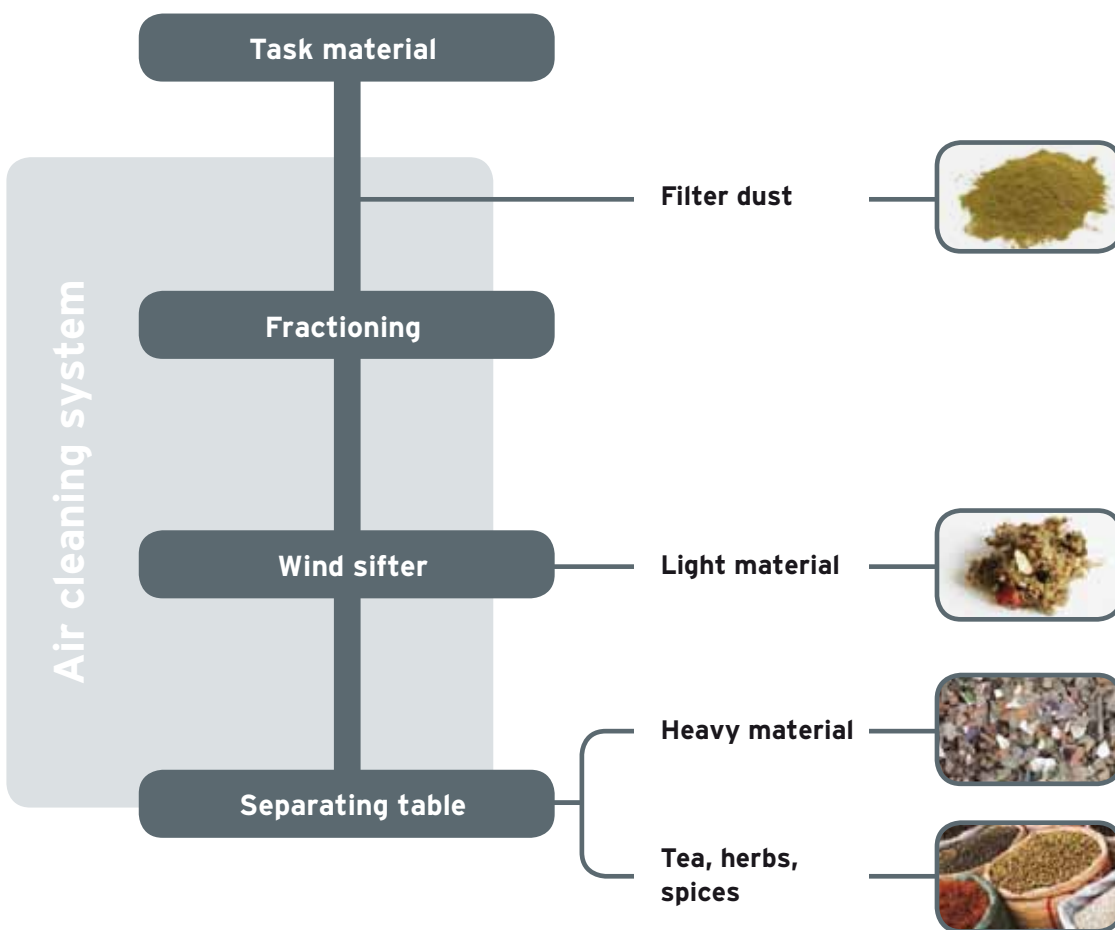 Task material
Filter dust
Air cleaning system
Fractioning
Wind sifter
Light material
Heavy material
Separating table
Tea, herbs,
spices